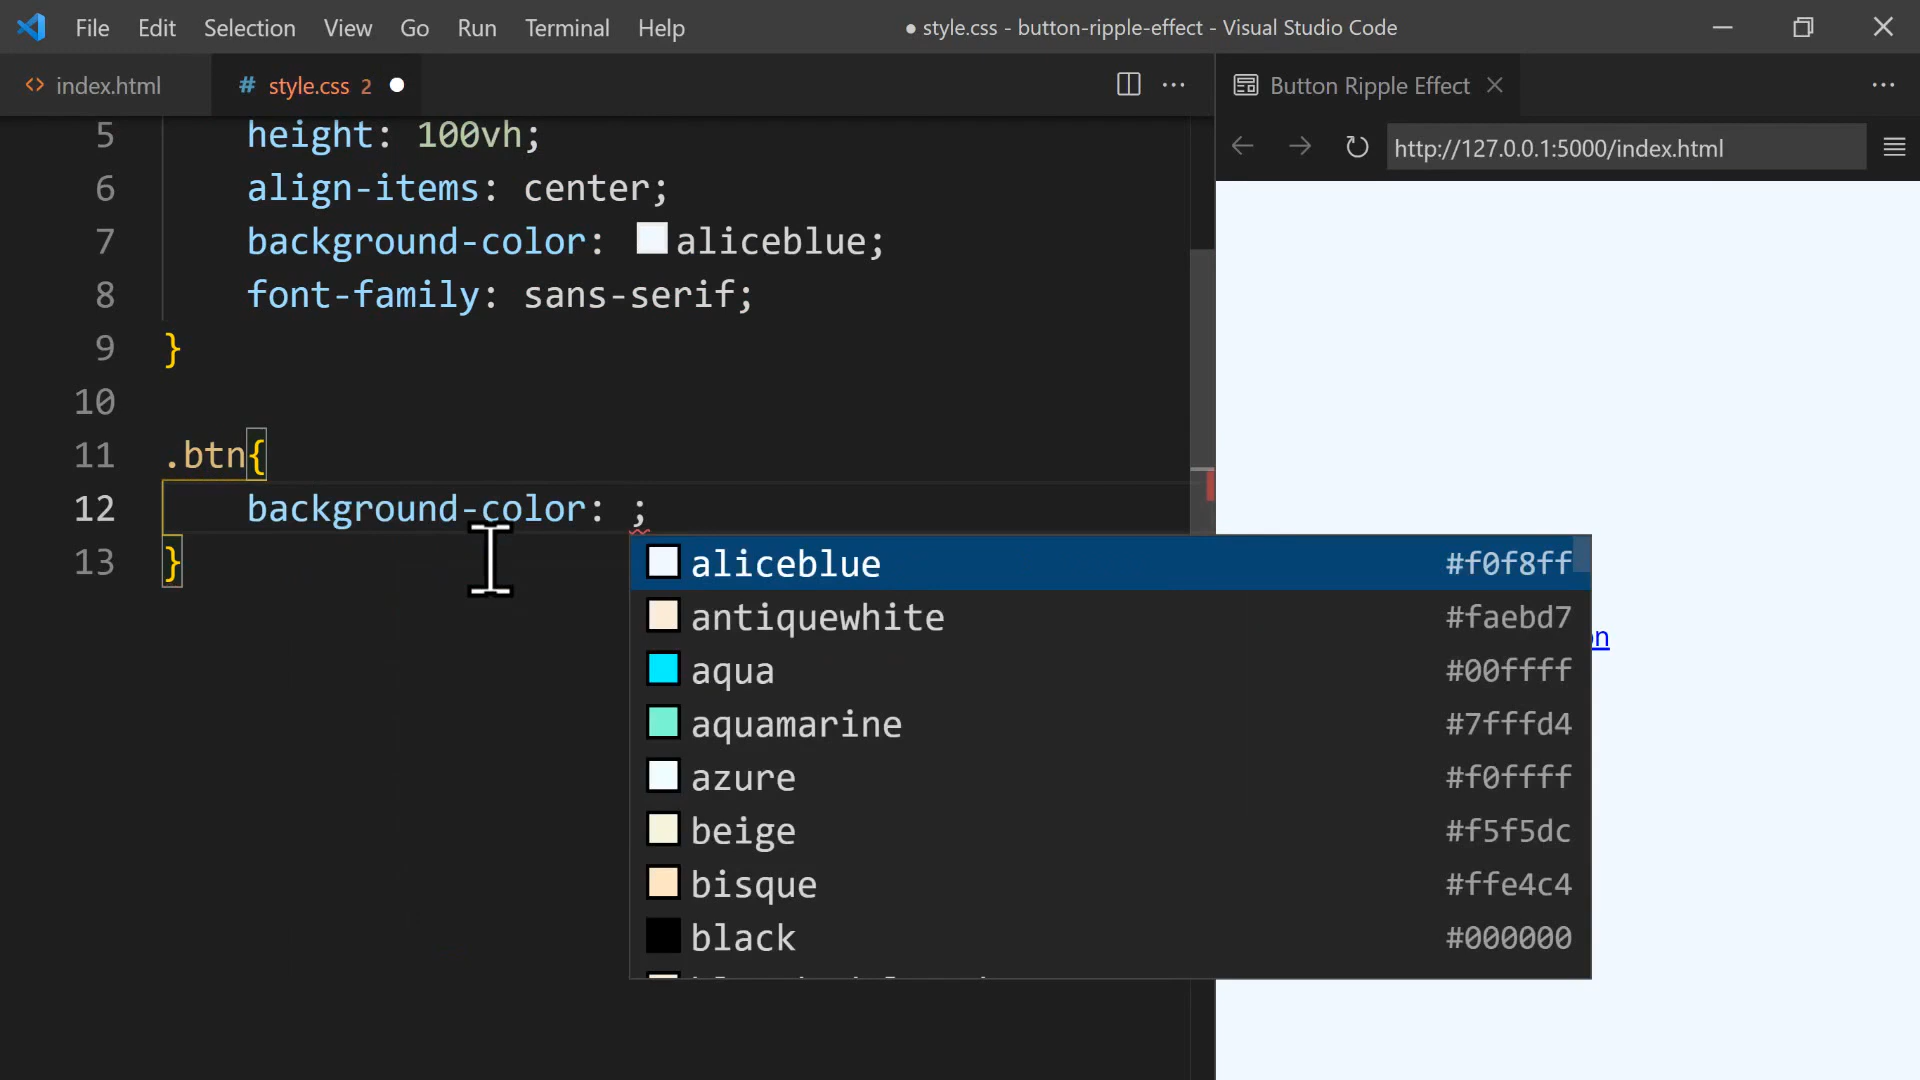 File Edit Selection View Go Run Terminal Help
● style.css - button-ripple-effect - Visual Studio Code
index.html
# style.css 2
Button Ripple Effect
http://127.0.0.1:5000/index.html
5 height: 100vh;
6 align-items: center;
7 background-color: aliceblue;
8 font-family: sans-serif;
9 }
10
11 .btn{
12 background-color: ;
13 }
aliceblue #f0f8ff
antiquewhite #faebd7
aqua #00ffff
aquamarine #7fffd4
azure #f0ffff
beige #f5f5dc
bisque #ffe4c4
black #000000
on